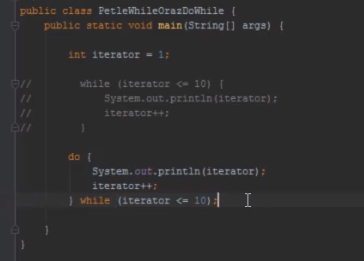 public class PetleWhileOrazDoWhile {
public static void main(String[] args) {
int iterator = 1;
// while (iterator <= 10) {
// System.out.println(iterator);
// iterator++;
// }
do {
System.out.println(iterator);
iterator++;
} while (iterator <= 10);
}
}